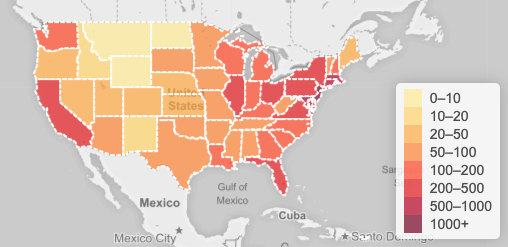 United
States
Gulf of
Mexico
Mexico
Cuba
Mexico City
Santo Domingo
0–10
10–20
20–50
50–100
100–200
200–500
500–1000
1000+